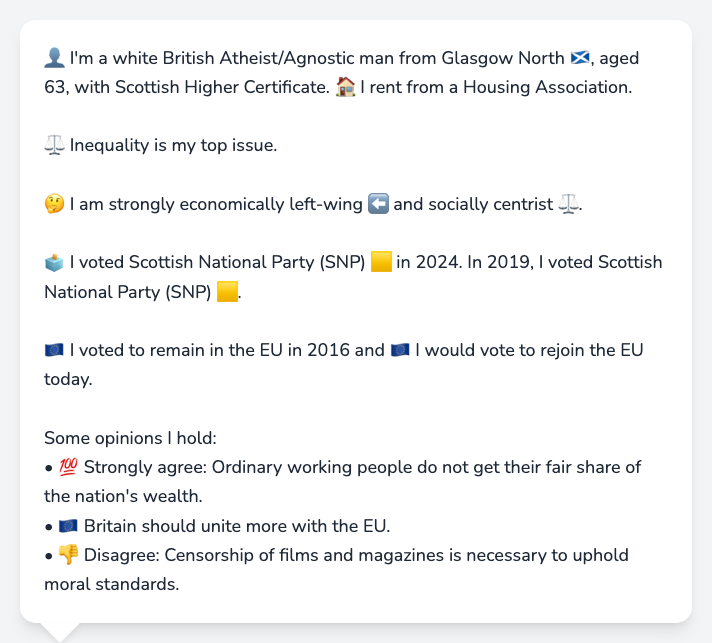 👤 I'm a white British Atheist/Agnostic man from Glasgow North 🏴󠁧󠁢󠁳󠁣󠁴󠁿, aged
63, with Scottish Higher Certificate. 🏠 I rent from a Housing Association.
⚖️ Inequality is my top issue.
🤔 I am strongly economically left-wing ⬅️ and socially centrist ⚖️.
🗳️ I voted Scottish National Party (SNP) 🟨 in 2024. In 2019, I voted Scottish
National Party (SNP) 🟨.
🇪🇺 I voted to remain in the EU in 2016 and 🇪🇺 I would vote to rejoin the EU
today.
Some opinions I hold:
• 💯 Strongly agree: Ordinary working people do not get their fair share of
the nation's wealth.
• 🇪🇺 Britain should unite more with the EU.
• 👎 Disagree: Censorship of films and magazines is necessary to uphold
moral standards.